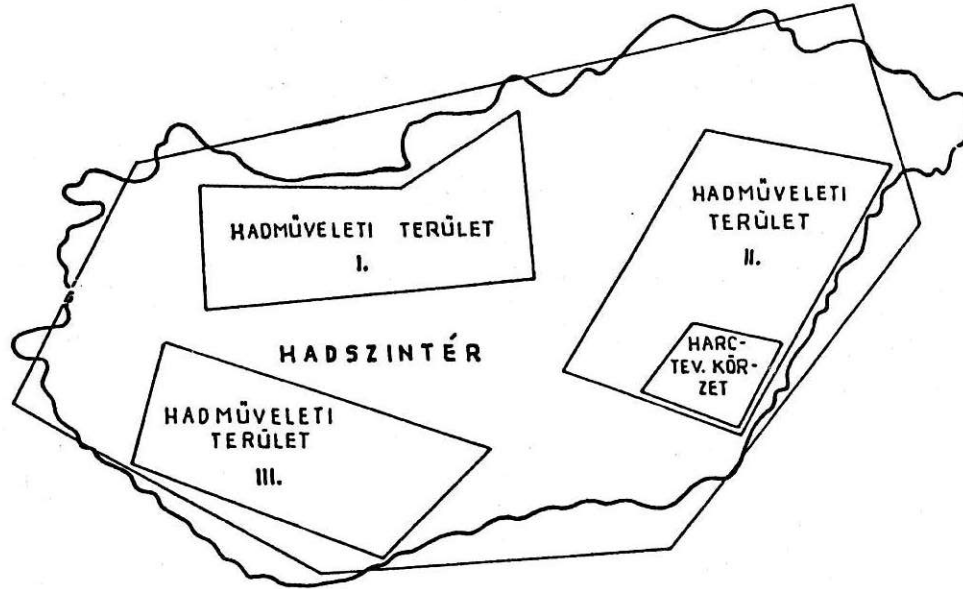 HADMŰVELETI TERÜLET
I.
HADMŰVELETI
TERÜLET
II.
HADSZINTÉR
HARC-
TEV. KÖR-
ZET
HADMŰVELETI
TERÜLET
III.